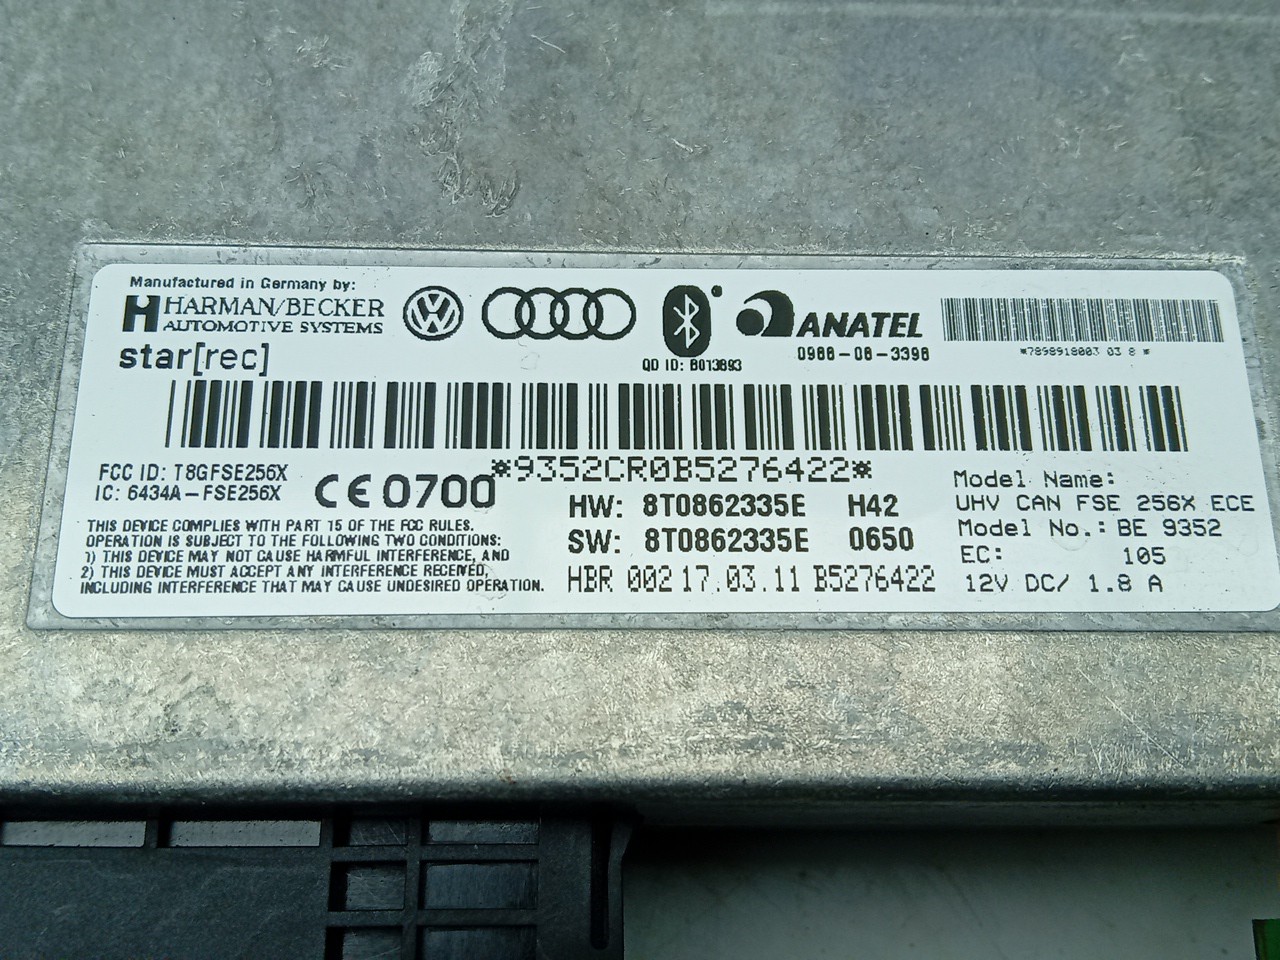 Manufactured in Germany by:
HARMAN/BECKER
AUTOMOTIVE SYSTEMS
star[rec]
QD ID: B013893
ANATEL
0988-06-3396
*7898918003 03 8 *
*9352CR0B5276422*
FCC ID: T8GFSE256X
IC: 6434A-FSE256X
CE 0700
THIS DEVICE COMPLIES WITH PART 15 OF THE FCC RULES.
OPERATION IS SUBJECT TO THE FOLLOWING TWO CONDITIONS:
1) THIS DEVICE MAY NOT CAUSE HARMFUL INTERFERENCE, AND
2) THIS DEVICE MUST ACCEPT ANY INTERFERENCE RECEIVED,
INCLUDING INTERFERENCE THAT MAY CAUSE UNDESIRED OPERATION.
HW: 8T0862335E H42
SW: 8T0862335E 0650
HBR 002 17.03.11 B5276422
Model Name:
UHV CAN FSE 256X ECE
Model No.: BE 9352
EC: 105
12V DC/ 1.8 A